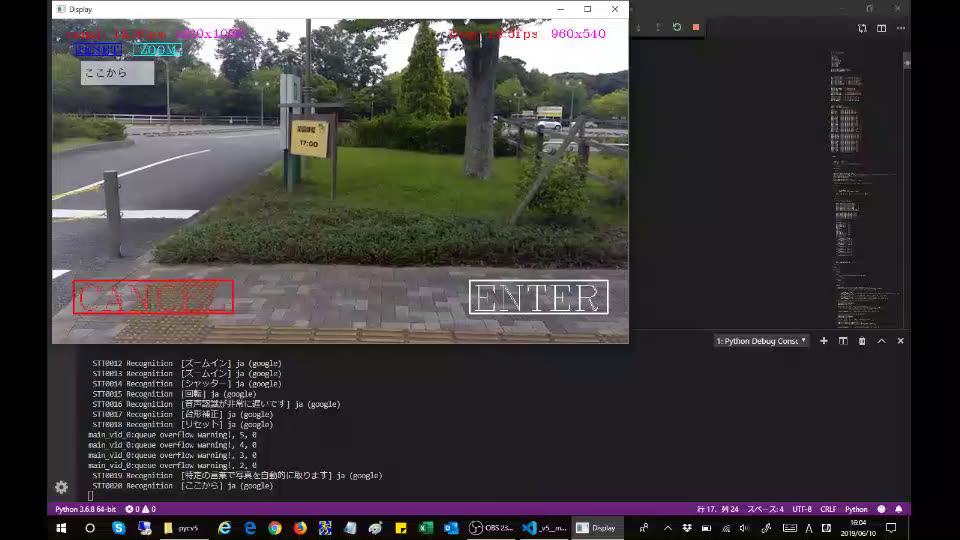 Display
960x540
RESET
ZOOM
ここから
17:00
CANCEL
ENTER
1: Python Debug Consc
STT0012 Recognition [ズームイン] ja (google)
STT0013 Recognition [ズームイン] ja (google)
STT0014 Recognition [シャッター] ja (google)
STT0015 Recognition [回転] ja (google)
STT0016 Recognition [音声認識が非常に遅いです] ja (google)
STT0017 Recognition [台形補正] ja (google)
STT0018 Recognition [リセット] ja (google)
main_vid_0:queue overflow warning!, 5, 0
main_vid_0:queue overflow warning!, 4, 0
main_vid_0:queue overflow warning!, 3, 0
main_vid_0:queue overflow warning!, 2, 0
STT0019 Recognition [特定の言葉で写真を自動的に取ります] ja (google)
STT0020 Recognition [ここから] ja (google)
Python 3.6.8 64-bit 0 0 行 17、列 24 スペース: 4 UTF-8 CRLF Python
pycv5 OBS 23... _v5__m... Display 16:04
2019/06/10